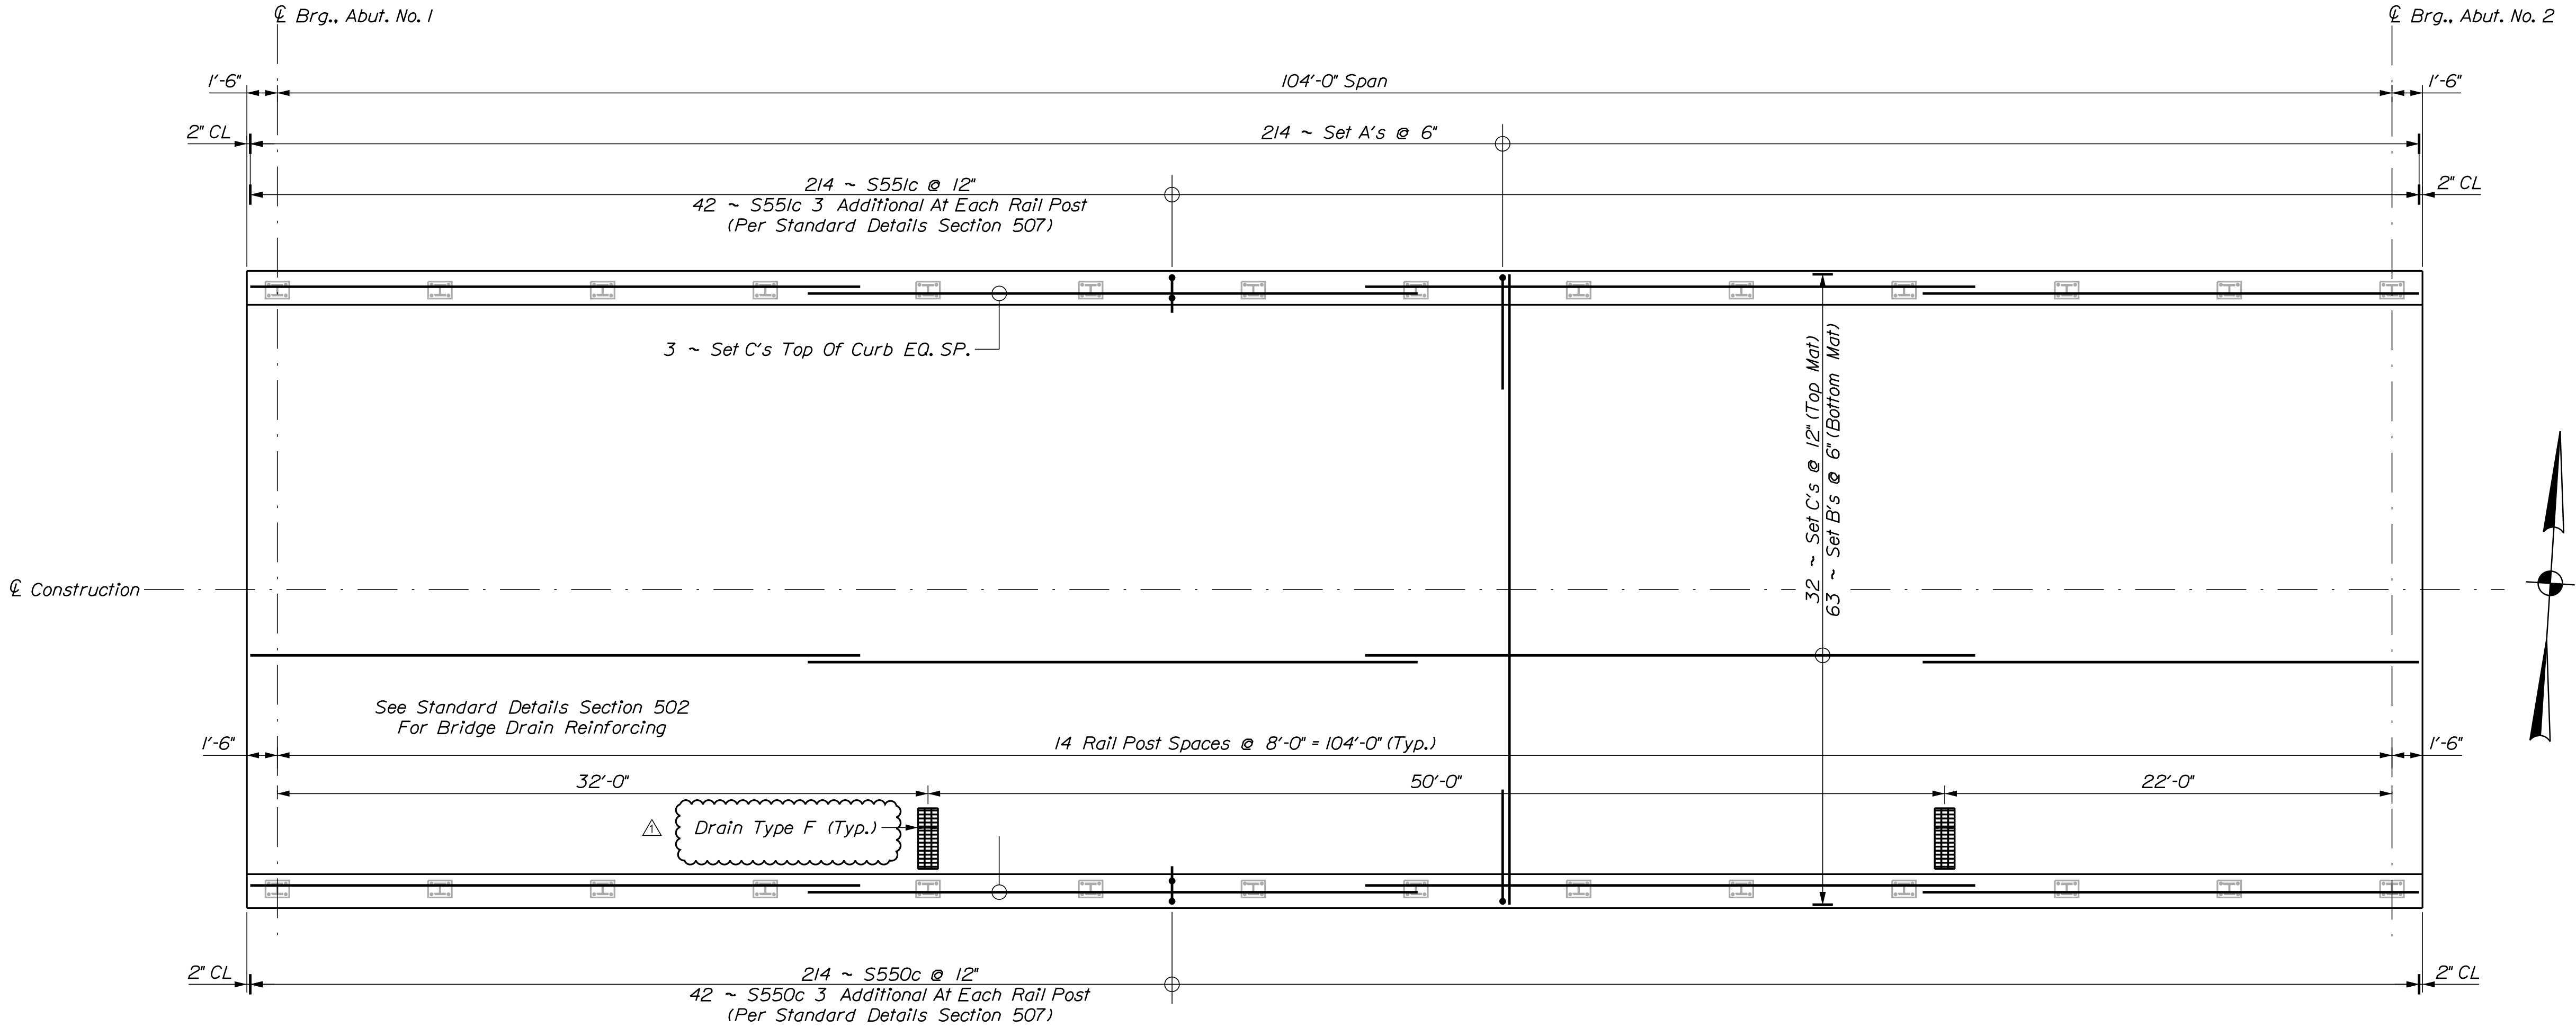 ℄ Brg., Abut. No. 1
℄ Brg., Abut. No. 2
1'-6"
104'-0" Span
1'-6"
2" CL
214 ~ Set A's @ 6"
214 ~ S551c @ 12"
2" CL
42 ~ S551c 3 Additional At Each Rail Post
(Per Standard Details Section 507)
3 ~ Set C's Top Of Curb EQ. SP.
32 ~ Set C's @ 12" (Top Mat)
63 ~ Set B's @ 6" (Bottom Mat)
℄ Construction
See Standard Details Section 502
For Bridge Drain Reinforcing
1'-6"
14 Rail Post Spaces @ 8'-0" = 104'-0" (Typ.)
1'-6"
32'-0"
50'-0"
22'-0"
1
Drain Type F (Typ.)
2" CL
214 ~ S550c @ 12"
2" CL
42 ~ S550c 3 Additional At Each Rail Post
(Per Standard Details Section 507)